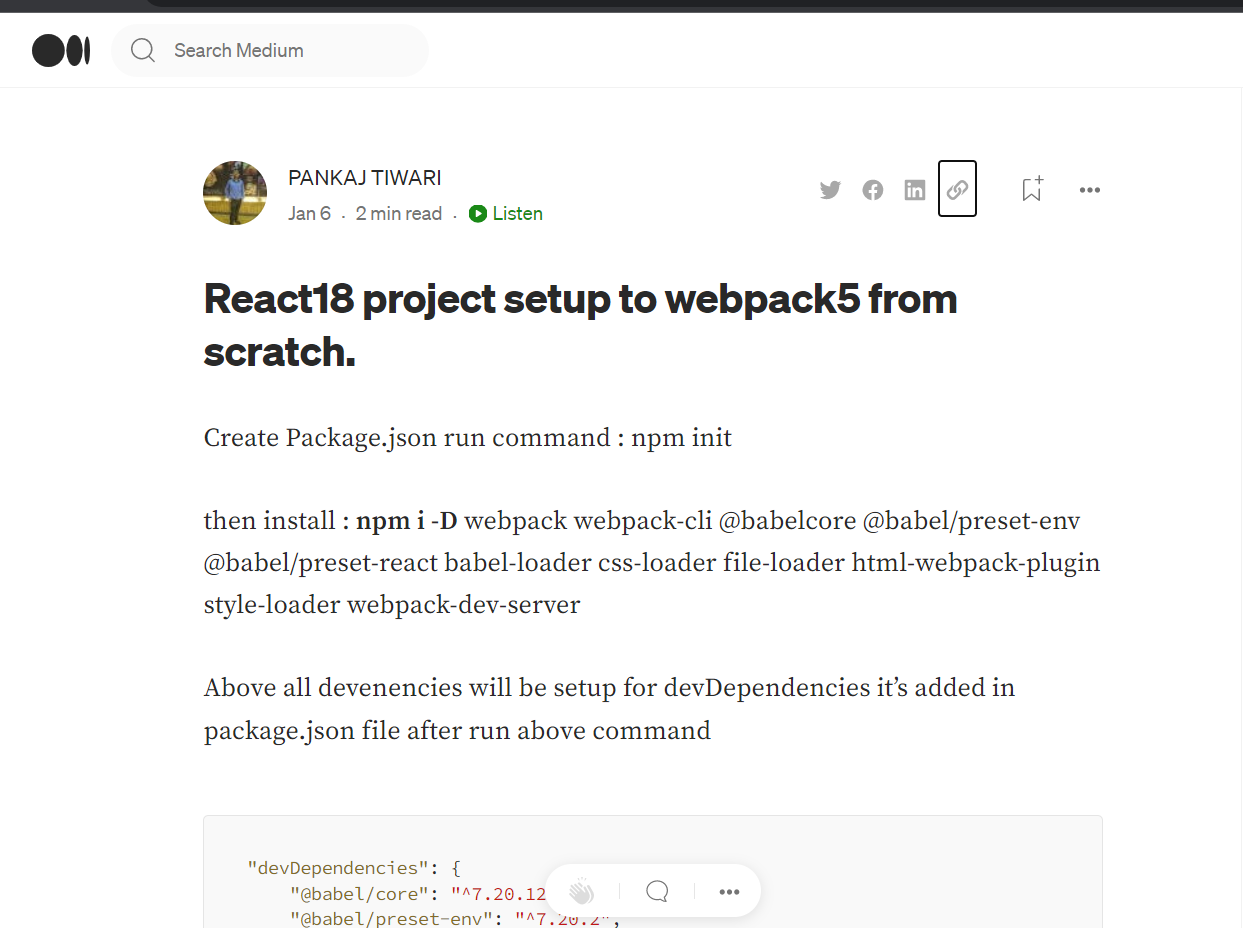 Search Medium
PANKAJ TIWARI
Jan 6 · 2 min read · Listen
React18 project setup to webpack5 from
scratch.
Create Package.json run command : npm init
then install : npm i -D webpack webpack-cli @babelcore @babel/preset-env
@babel/preset-react babel-loader css-loader file-loader html-webpack-plugin
style-loader webpack-dev-server
Above all devenencies will be setup for devDependencies it’s added in
package.json file after run above command
"devDependencies": {
"@babel/core": "^7.20.12
"@babel/preset-env": "^7.20.2",